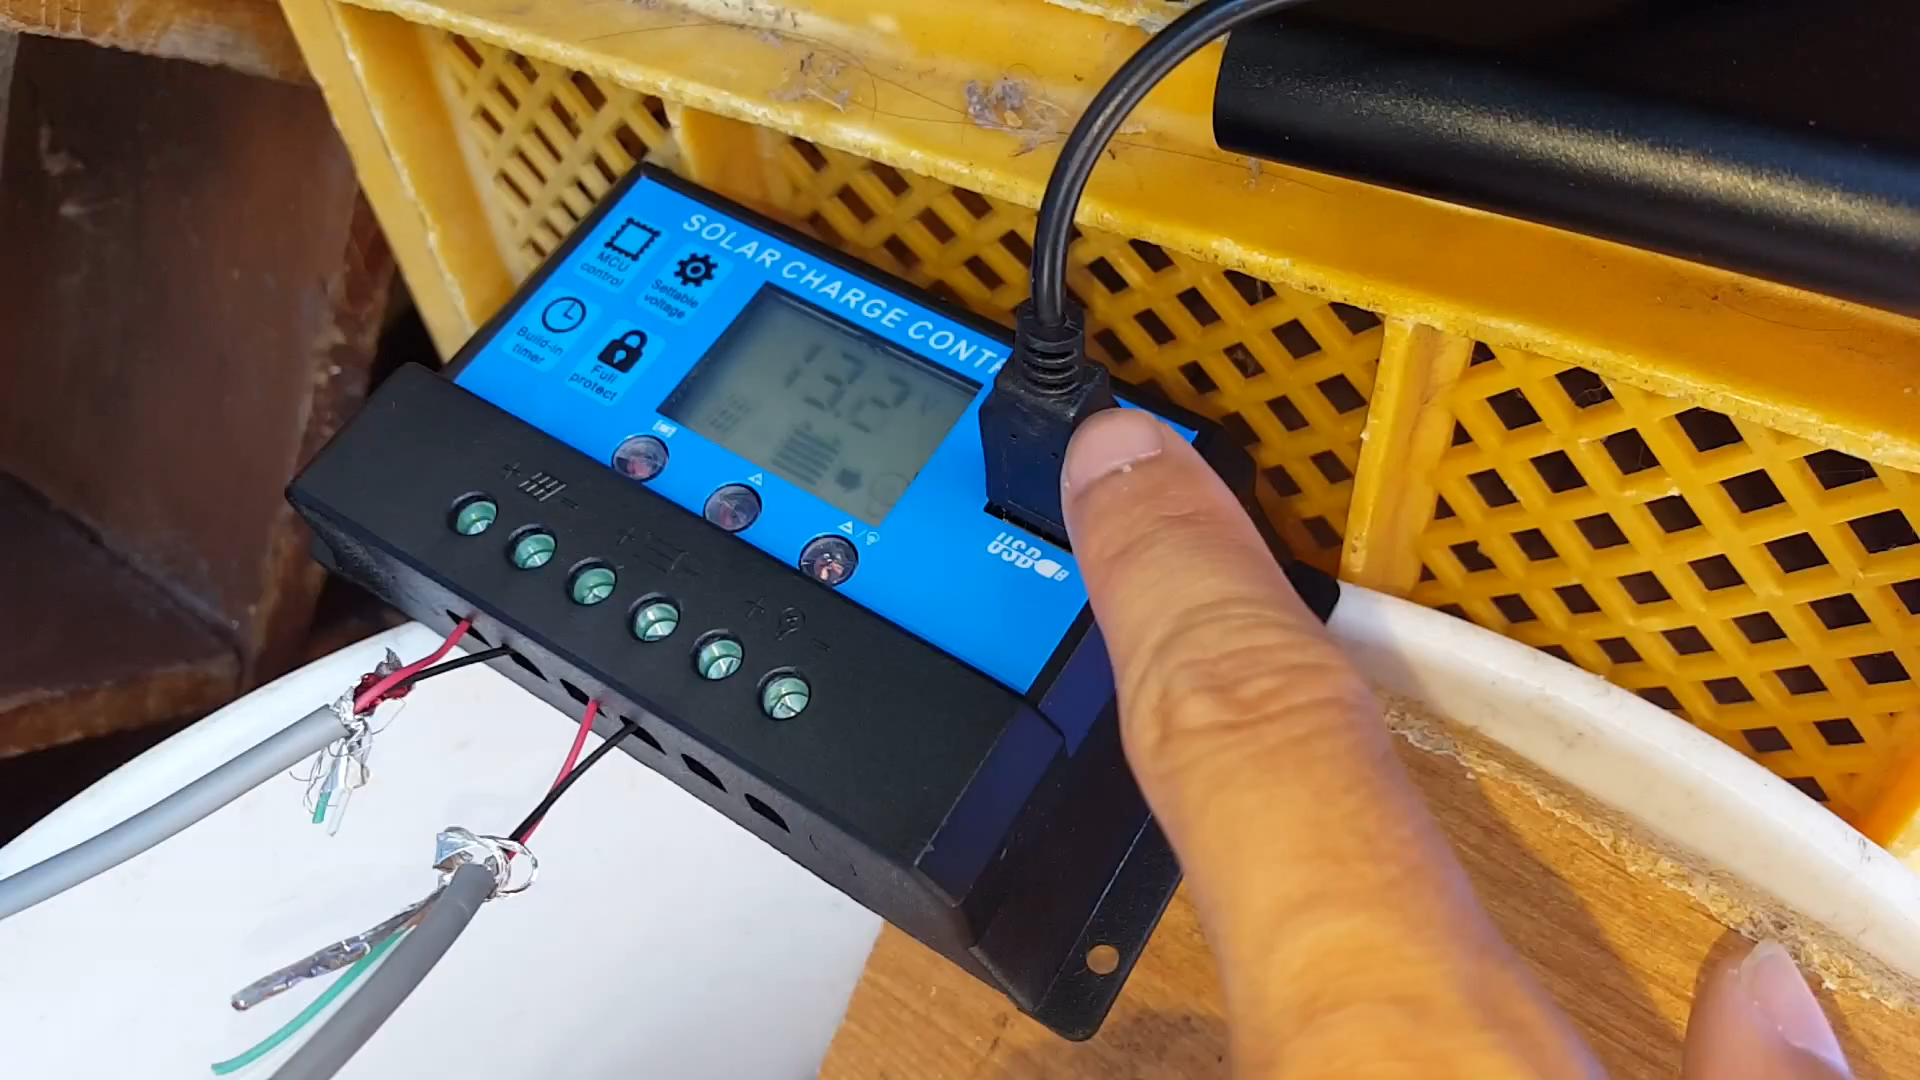 SOLAR CHARGE CONT
MCU
control
Settable
voltage
Build-in
timer
Full
protect
13.2 V
USB
+ -
+ -
+ -